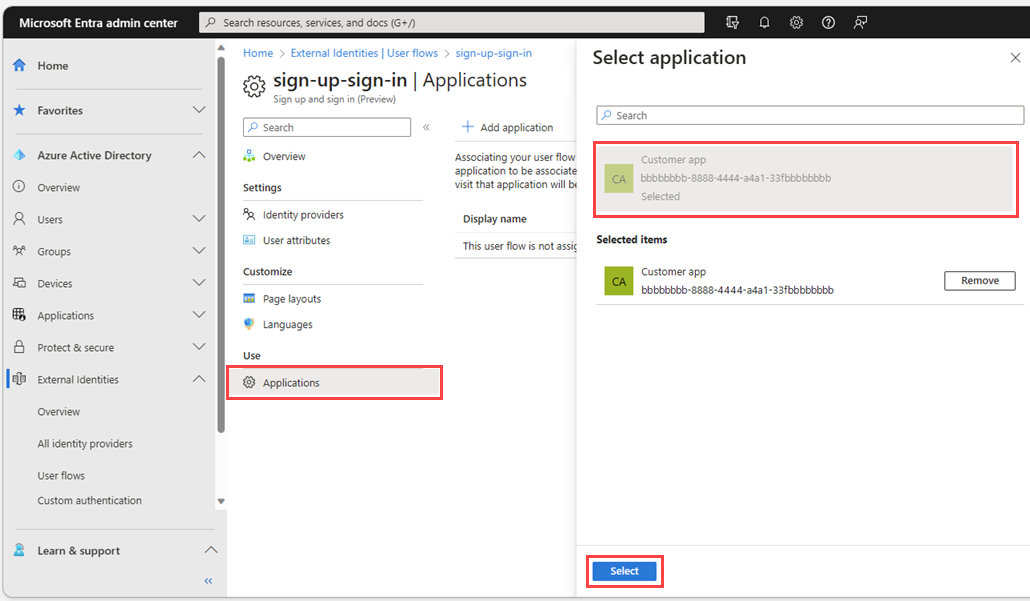 Microsoft Entra admin center
Search resources, services, and docs (G+/)
Home
Favorites
Azure Active Directory
Overview
Users
Groups
Devices
Applications
Protect & secure
External Identities
Overview
All identity providers
User flows
Custom authentication
Learn & support
Home > External Identities | User flows > sign-up-sign-in
sign-up-sign-in | Applications
Sign up and sign in (Preview)
Search
Overview
Settings
Identity providers
User attributes
Customize
Page layouts
Languages
Use
Applications
Add application
Associating your user flow
application to be associate
visit that application will be
Display name
This user flow is not assig
Select application
Search
CA
Customer app
bbbbbbbb-8888-4444-a4a1-33fbbbbbbbb
Selected
Selected items
CA
Customer app
bbbbbbbb-8888-4444-a4a1-33fbbbbbbbb
Remove
Select